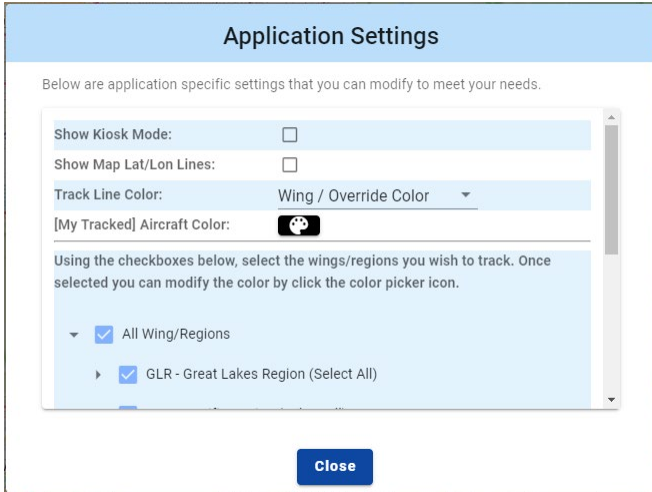 Application Settings
Below are application specific settings that you can modify to meet your needs.
Show Kiosk Mode:
Show Map Lat/Lon Lines:
Track Line Color: Wing / Override Color
[My Tracked] Aircraft Color:
Using the checkboxes below, select the wings/regions you wish to track. Once
selected you can modify the color by click the color picker icon.
All Wing/Regions
GLR - Great Lakes Region (Select All)
Close